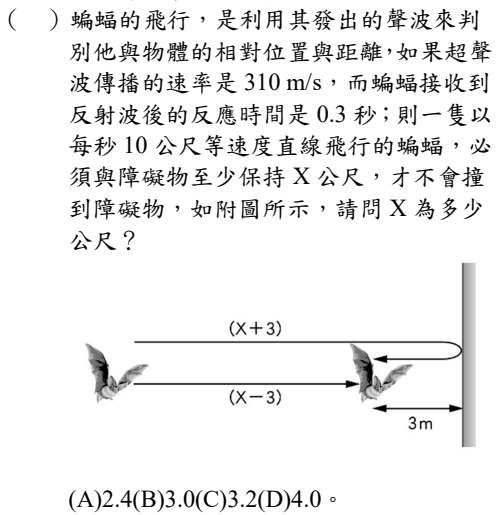 (　　) 蝙蝠的飛行，是利用其發出的聲波來判
別他與物體的相對位置與距離，如果超聲
波傳播的速率是 310 m/s，而蝙蝠接收到
反射波後的反應時間是 0.3 秒；則一隻以
每秒 10 公尺等速度直線飛行的蝙蝠，必
須與障礙物至少保持 X 公尺，才不會撞
到障礙物，如附圖所示，請問 X 為多少
公尺？
(X＋3)
(X－3)
3m
(A)2.4(B)3.0(C)3.2(D)4.0。